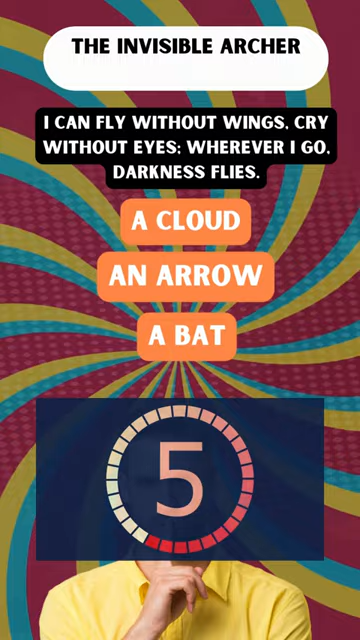 THE INVISIBLE ARCHER
I CAN FLY WITHOUT WINGS, CRY
WITHOUT EYES; WHEREVER I GO,
DARKNESS FLIES.
A CLOUD
AN ARROW
A BAT
5